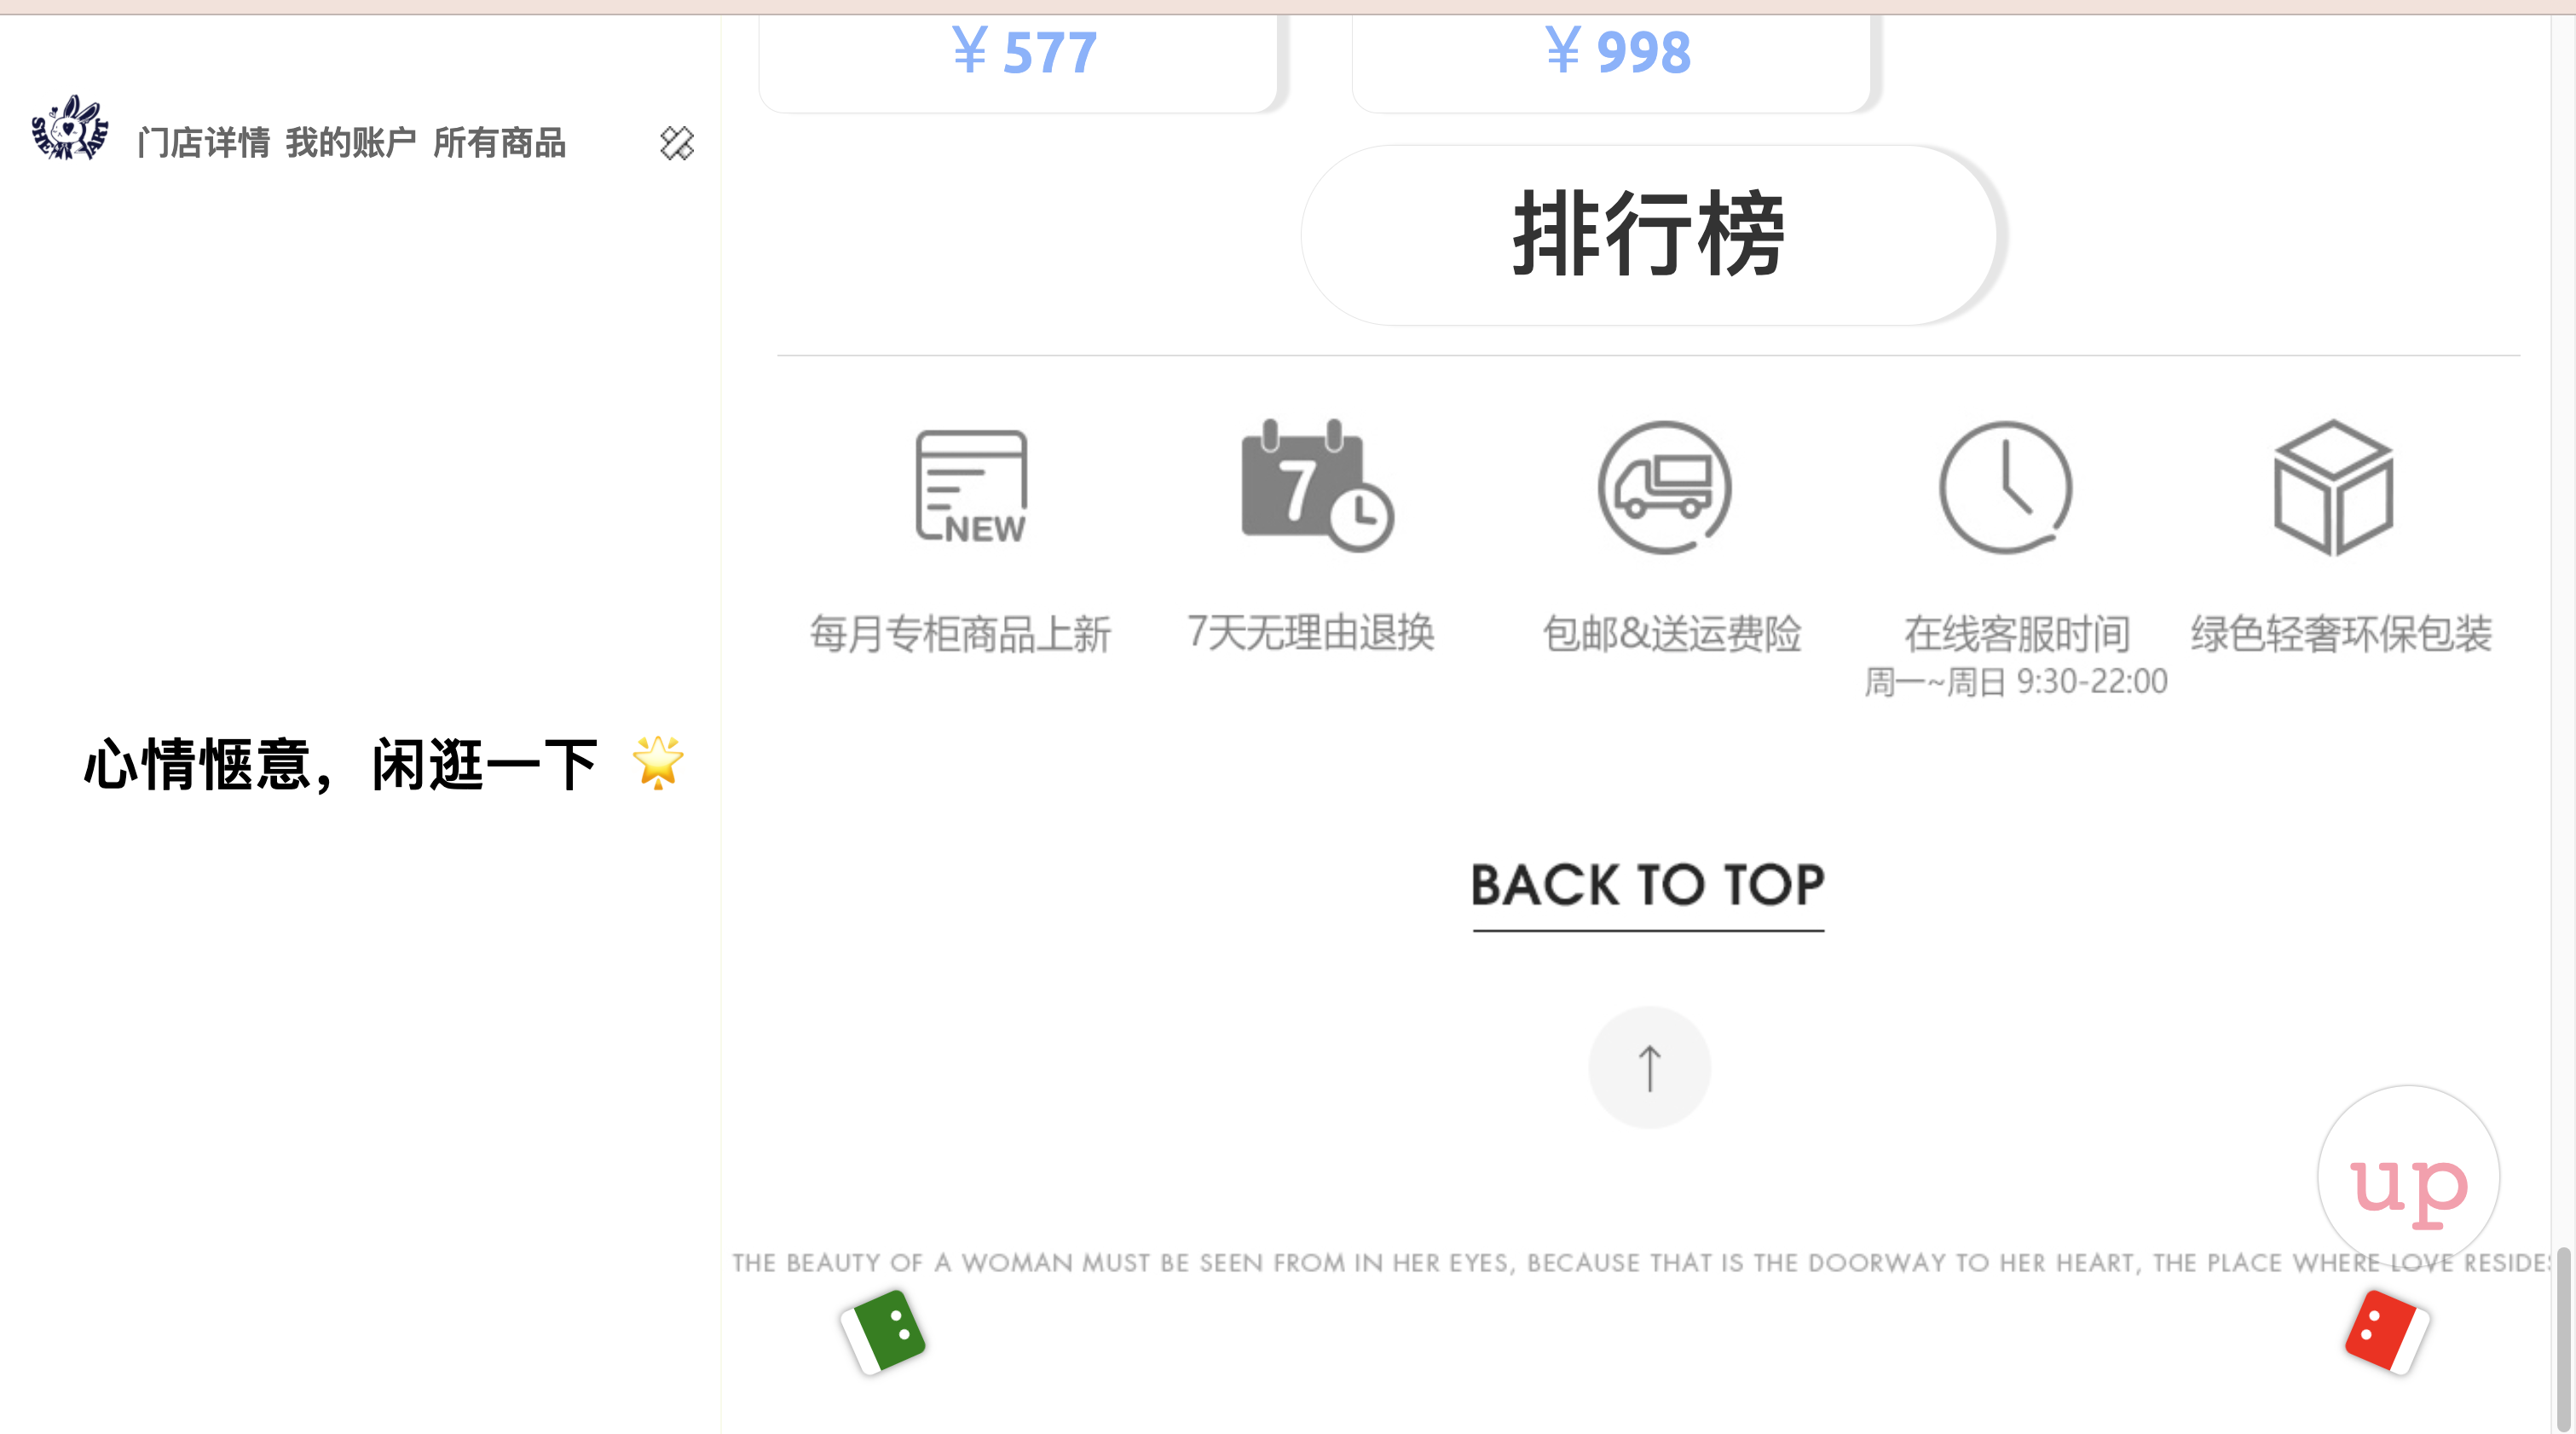 ￥577
￥998
门店详情 我的账户 所有商品
排行榜
NEW
7
每月专柜商品上新
7天无理由退换
包邮&送运费险
在线客服时间
周一~周日 9:30-22:00
绿色轻奢环保包装
心情惬意，闲逛一下 🌟
BACK TO TOP
↑
up
THE BEAUTY OF A WOMAN MUST BE SEEN FROM IN HER EYES, BECAUSE THAT IS THE DOORWAY TO HER HEART, THE PLACE WHERE LOVE RESIDES